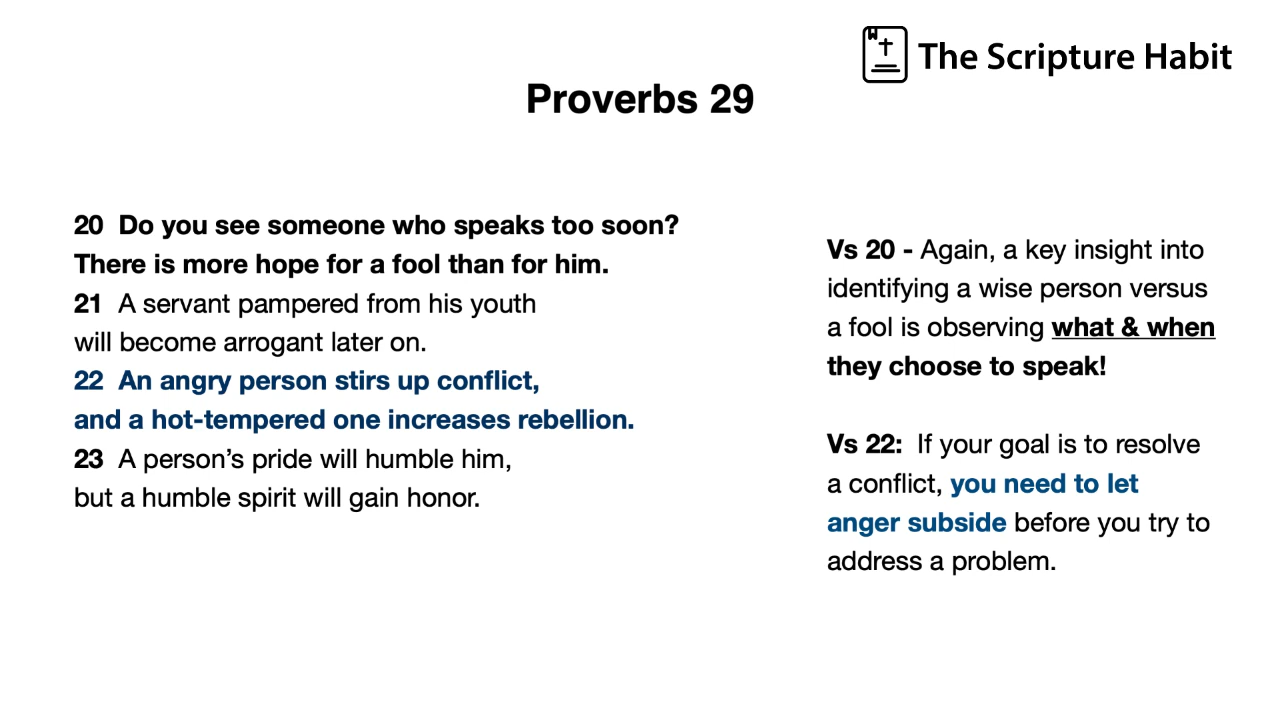 The Scripture Habit
Proverbs 29
20 Do you see someone who speaks too soon?
There is more hope for a fool than for him.
21 A servant pampered from his youth
will become arrogant later on.
22 An angry person stirs up conflict,
and a hot-tempered one increases rebellion.
23 A person’s pride will humble him,
but a humble spirit will gain honor.
Vs 20 - Again, a key insight into
identifying a wise person versus
a fool is observing what & when
they choose to speak!
Vs 22: If your goal is to resolve
a conflict, you need to let
anger subside before you try to
address a problem.